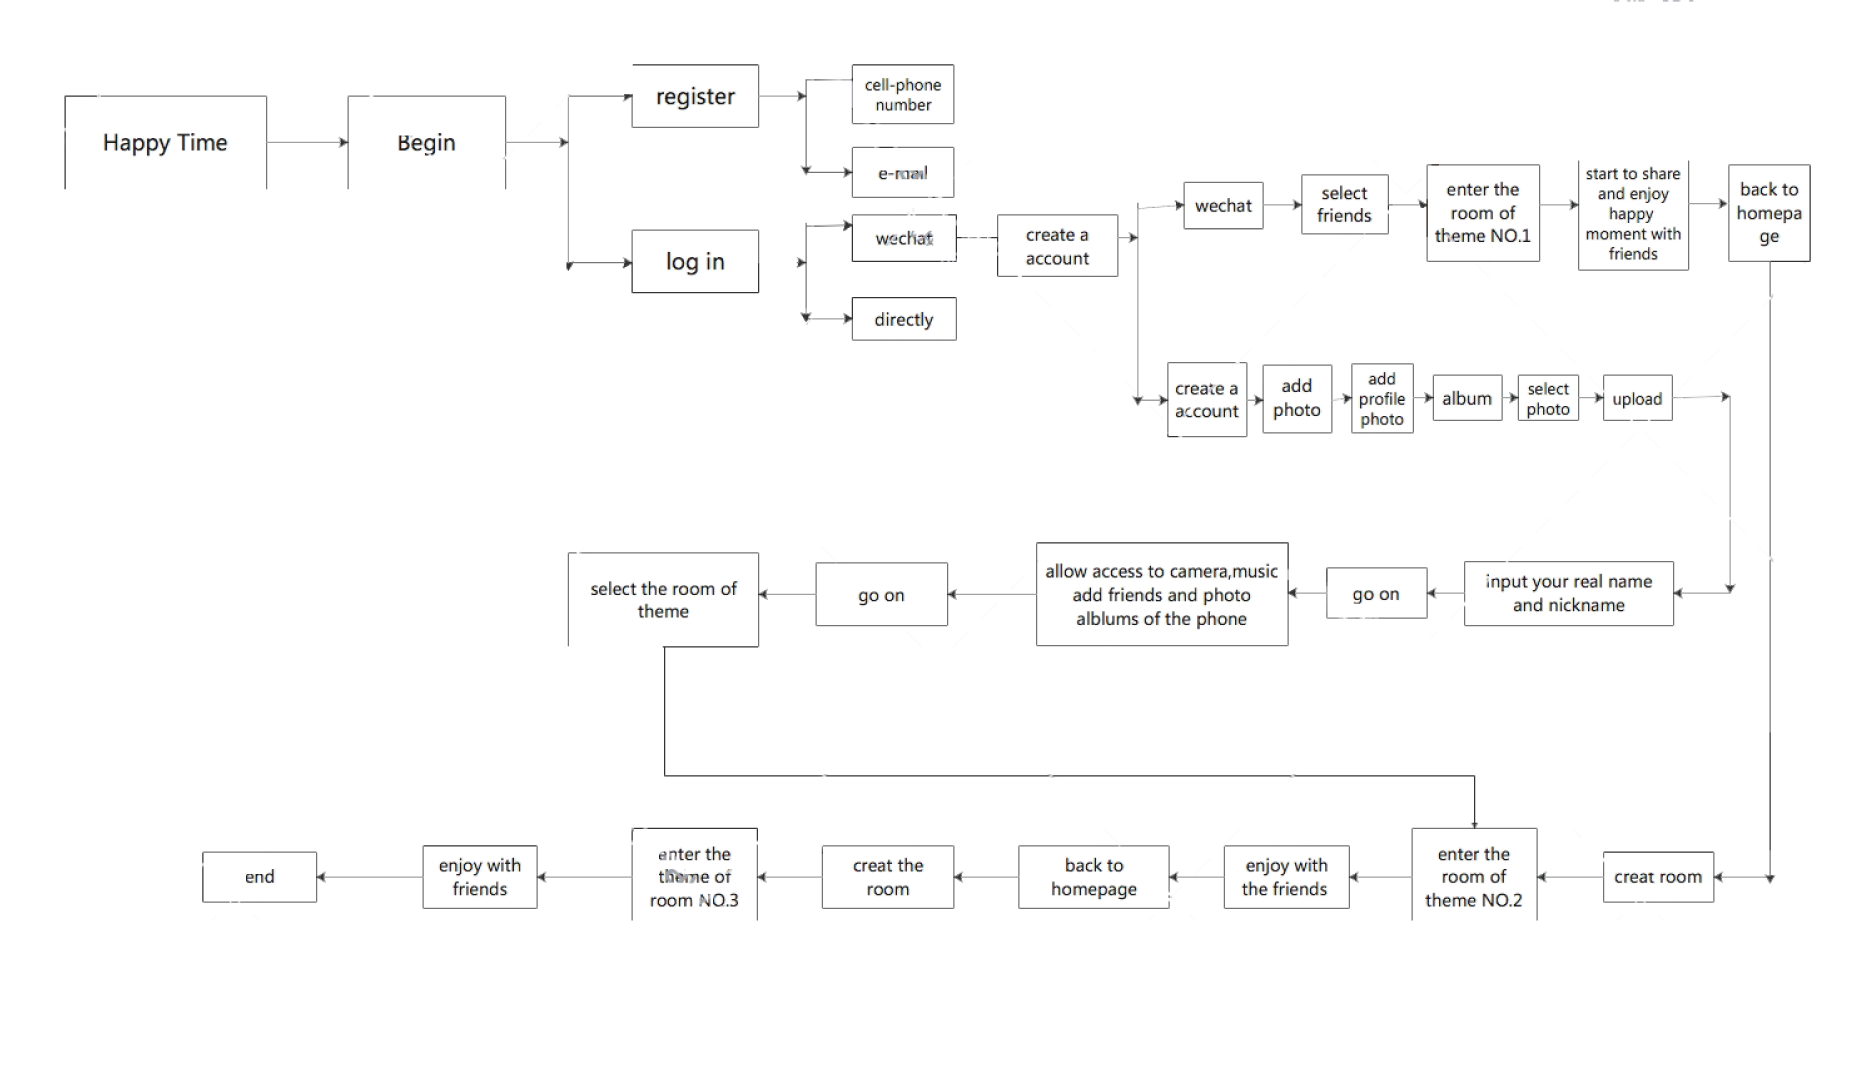 Happy Time
Begin
register
cell-phone
number
e-mail
log in
wechat
directly
create a
account
wechat
select
friends
enter the
room of
theme NO.1
start to share
and enjoy
happy
moment with
friends
back to
homepa
ge
create a
account
add
photo
add
profile
photo
album
select
photo
upload
input your real name
and nickname
go on
allow access to camera,music
add friends and photo
alblums of the phone
go on
select the room of
theme
creat room
enter the
room of
theme NO.2
enjoy with
the friends
back to
homepage
creat the
room
enter the
theme of
room NO.3
enjoy with
friends
end